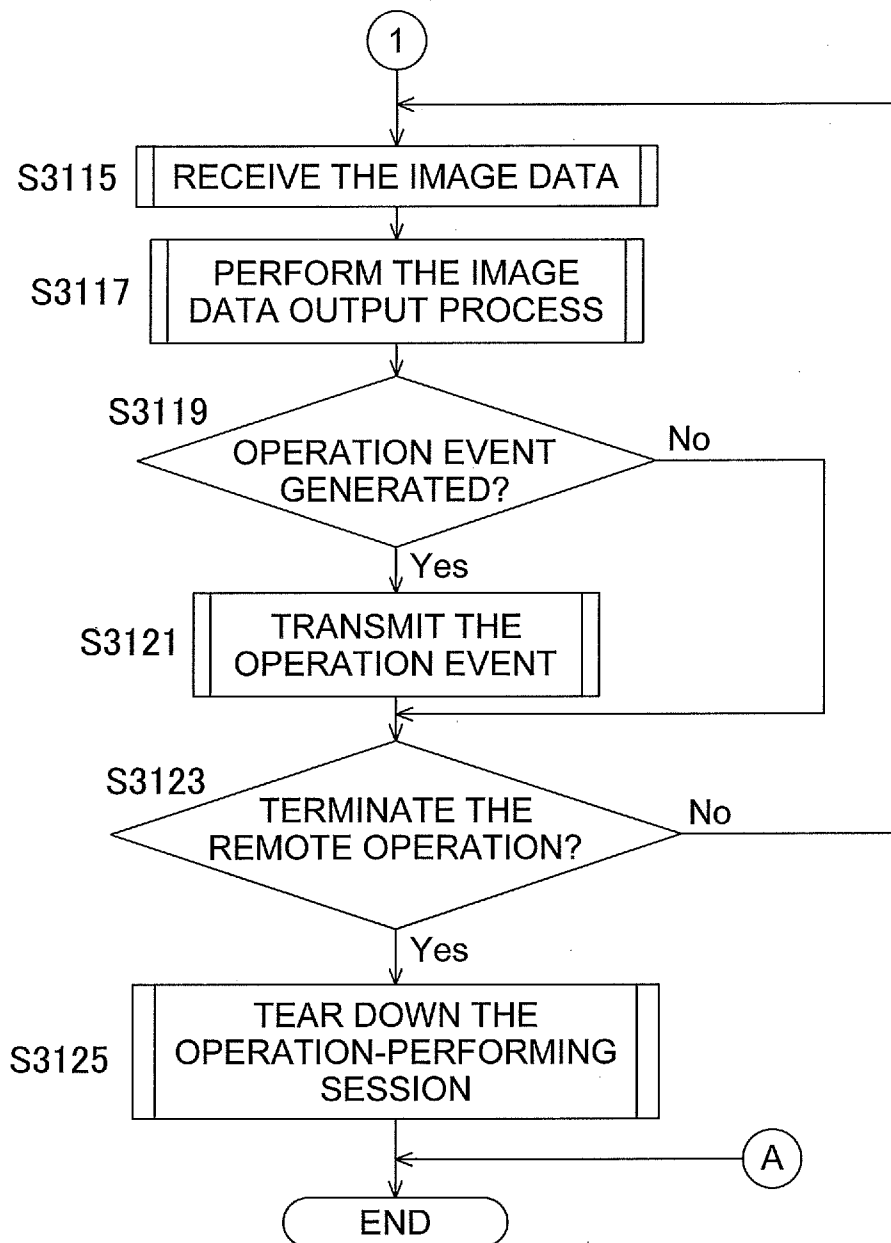 1
S3115
RECEIVE THE IMAGE DATA
S3117
PERFORM THE IMAGE
DATA OUTPUT PROCESS
S3119
OPERATION EVENT
GENERATED?
No
Yes
S3121
TRANSMIT THE
OPERATION EVENT
S3123
TERMINATE THE
REMOTE OPERATION?
No
Yes
S3125
TEAR DOWN THE
OPERATION-PERFORMING
SESSION
A
END